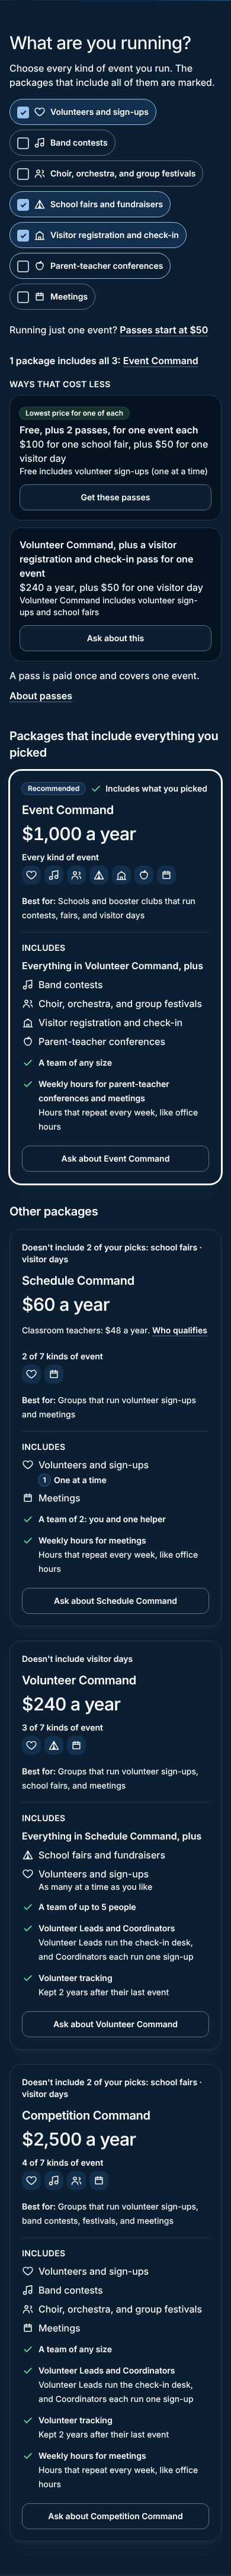 What are you running?
Choose every kind of event you run. The
packages that include all of them are marked.
Volunteers and sign-ups
Band contests
Choir, orchestra, and group festivals
School fairs and fundraisers
Visitor registration and check-in
Parent-teacher conferences
Meetings
Running just one event? Passes start at $50
1 package includes all 3: Event Command
WAYS THAT COST LESS
Lowest price for one of each
Free, plus 2 passes, for one event each
$100 for one school fair, plus $50 for one
visitor day
Free includes volunteer sign-ups (one at a time)
Get these passes
Volunteer Command, plus a visitor
registration and check-in pass for one
event
$240 a year, plus $50 for one visitor day
Volunteer Command includes volunteer sign-
ups and school fairs
Ask about this
A pass is paid once and covers one event.
About passes
Packages that include everything you
picked
Recommended
Includes what you picked
Event Command
$1,000 a year
Every kind of event
Best for: Schools and booster clubs that run
contests, fairs, and visitor days
INCLUDES
Everything in Volunteer Command, plus
Band contests
Choir, orchestra, and group festivals
Visitor registration and check-in
Parent-teacher conferences
A team of any size
Weekly hours for parent-teacher
conferences and meetings
Hours that repeat every week, like office
hours
Ask about Event Command
Other packages
Doesn't include 2 of your picks: school fairs ·
visitor days
Schedule Command
$60 a year
Classroom teachers: $48 a year. Who qualifies
2 of 7 kinds of event
Best for: Groups that run volunteer sign-ups
and meetings
INCLUDES
Volunteers and sign-ups
1 One at a time
Meetings
A team of 2: you and one helper
Weekly hours for meetings
Hours that repeat every week, like office
hours
Ask about Schedule Command
Doesn't include visitor days
Volunteer Command
$240 a year
3 of 7 kinds of event
Best for: Groups that run volunteer sign-ups,
school fairs, and meetings
INCLUDES
Everything in Schedule Command, plus
School fairs and fundraisers
Volunteers and sign-ups
As many at a time as you like
A team of up to 5 people
Volunteer Leads and Coordinators
Volunteer Leads run the check-in desk,
and Coordinators each run one sign-up
Volunteer tracking
Kept 2 years after their last event
Ask about Volunteer Command
Doesn't include 2 of your picks: school fairs ·
visitor days
Competition Command
$2,500 a year
4 of 7 kinds of event
Best for: Groups that run volunteer sign-ups,
band contests, festivals, and meetings
INCLUDES
Volunteers and sign-ups
Band contests
Choir, orchestra, and group festivals
Meetings
A team of any size
Volunteer Leads and Coordinators
Volunteer Leads run the check-in desk,
and Coordinators each run one sign-up
Volunteer tracking
Kept 2 years after their last event
Weekly hours for meetings
Hours that repeat every week, like office
hours
Ask about Competition Command